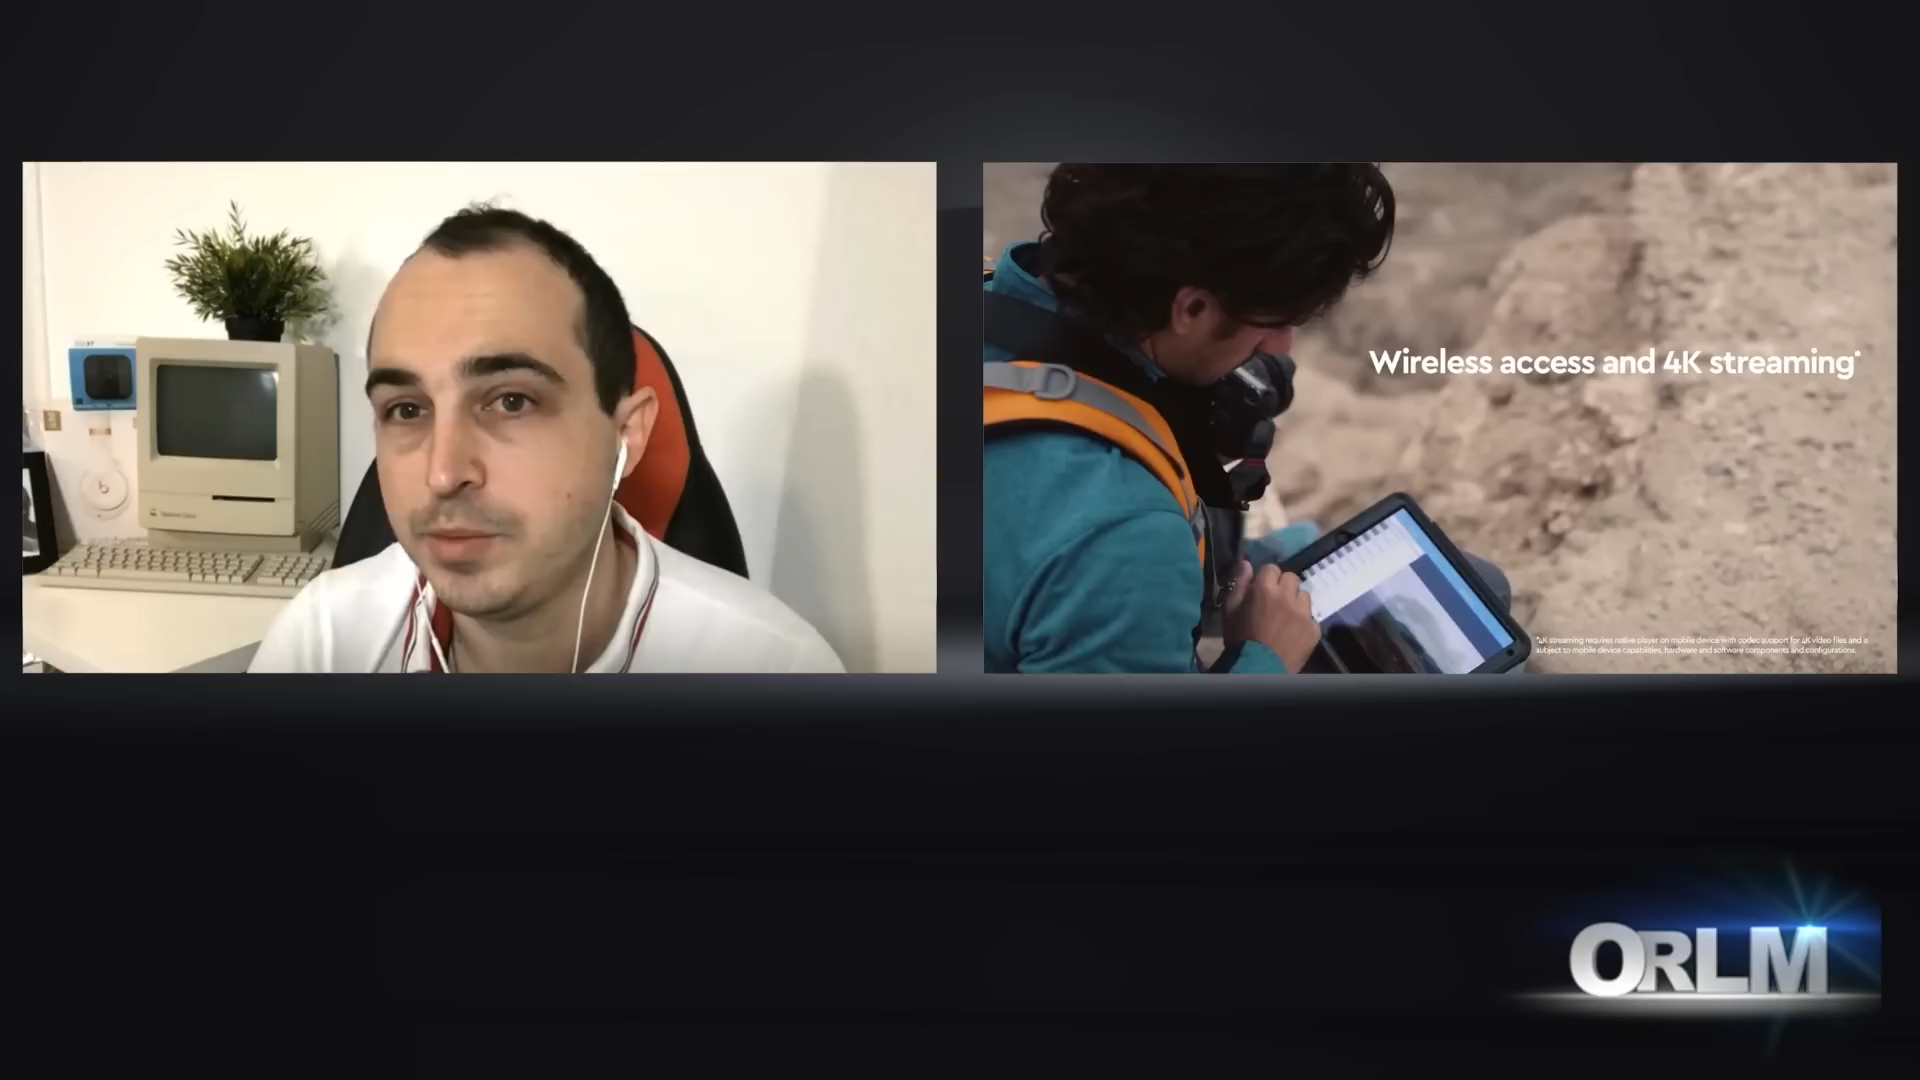 Wireless access and 4K streaming*
*4K streaming requires native player on mobile device with codec support for 4K video files and is
subject to mobile device capabilities, hardware and software components and configurations.
ORLM